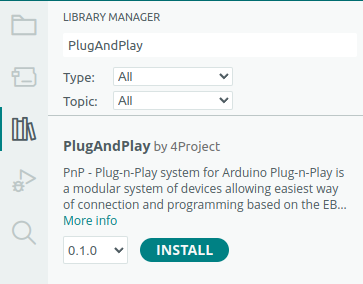 LIBRARY MANAGER
PlugAndPlay
Type: All
Topic: All
PlugAndPlay by 4Project
PnP - Plug-n-Play system for Arduino Plug-n-Play is
a modular system of devices allowing easiest way
of connection and programming based on the EB...
More info
0.1.0 INSTALL